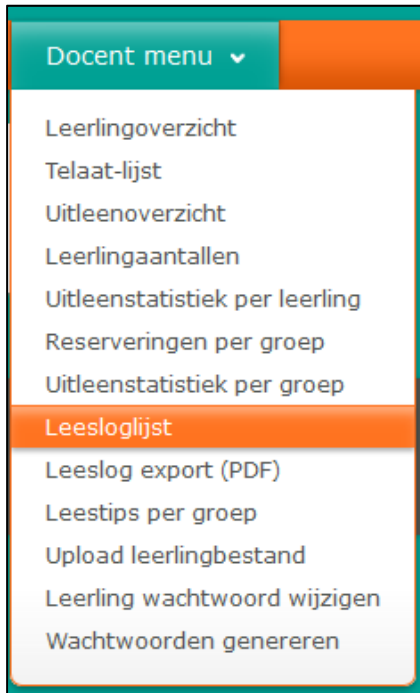 Docent menu
Leerlingoverzicht
Telaat-lijst
Uitleenoverzicht
Leerlingaantallen
Uitleenstatistiek per leerling
Reserveringen per groep
Uitleenstatistiek per groep
Leesloglijst
Leeslog export (PDF)
Leestips per groep
Upload leerlingbestand
Leerling wachtwoord wijzigen
Wachtwoorden genereren